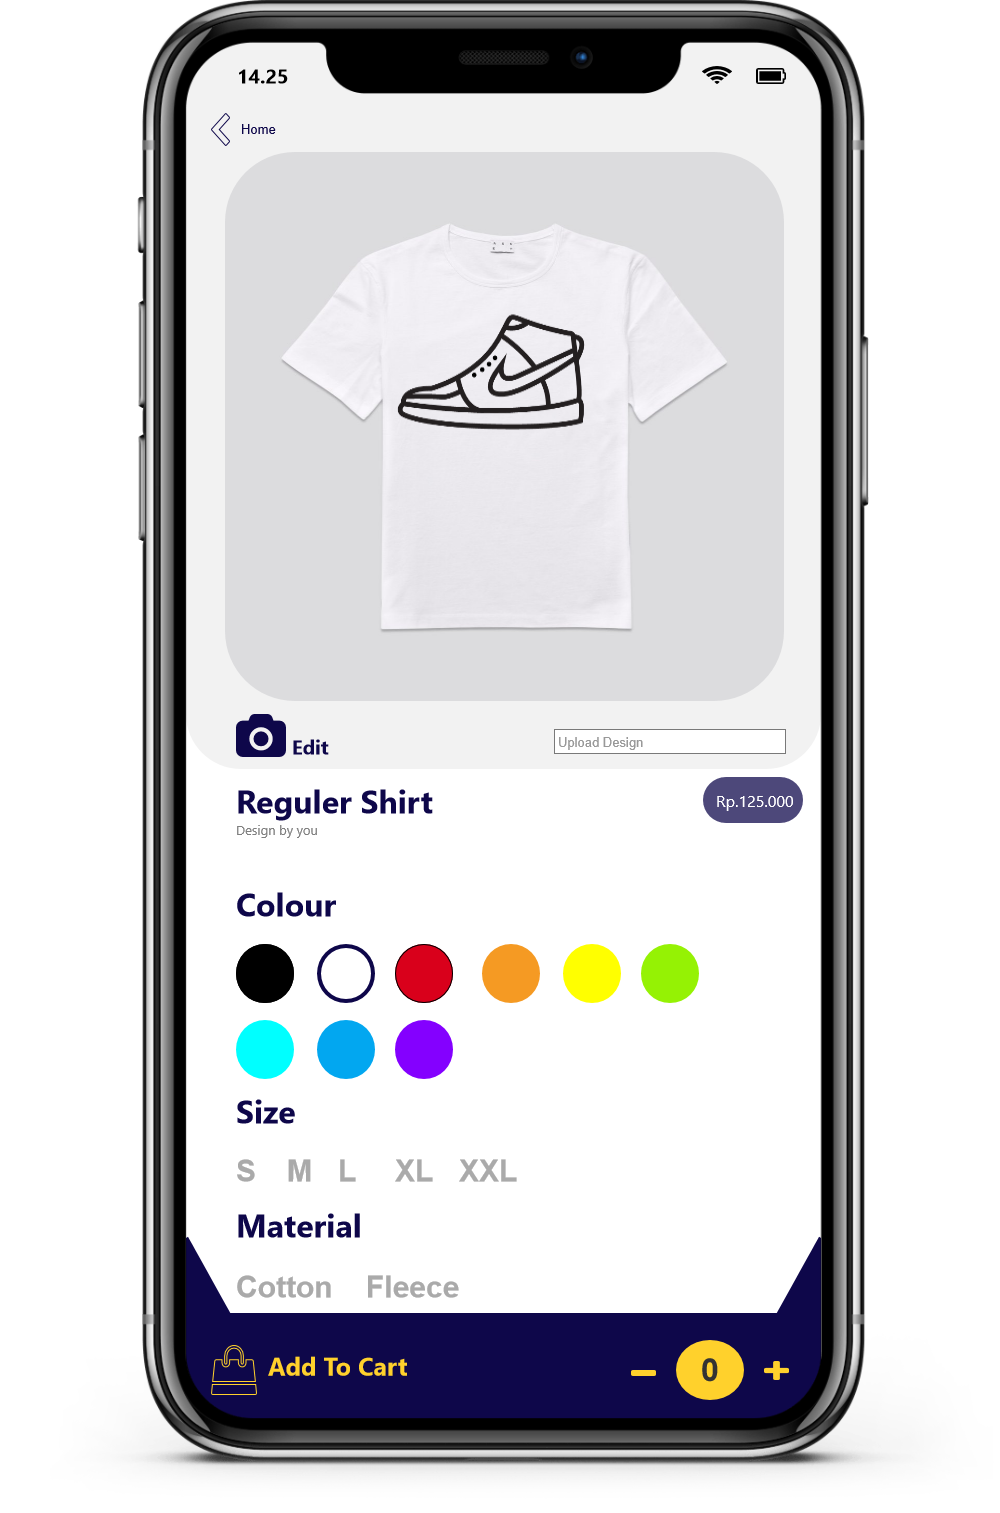 14.25
Home
Edit
Upload Design
Reguler Shirt
Rp.125.000
Design by you
Colour
Size
S M L XL XXL
Material
Cotton Fleece
Add To Cart
0